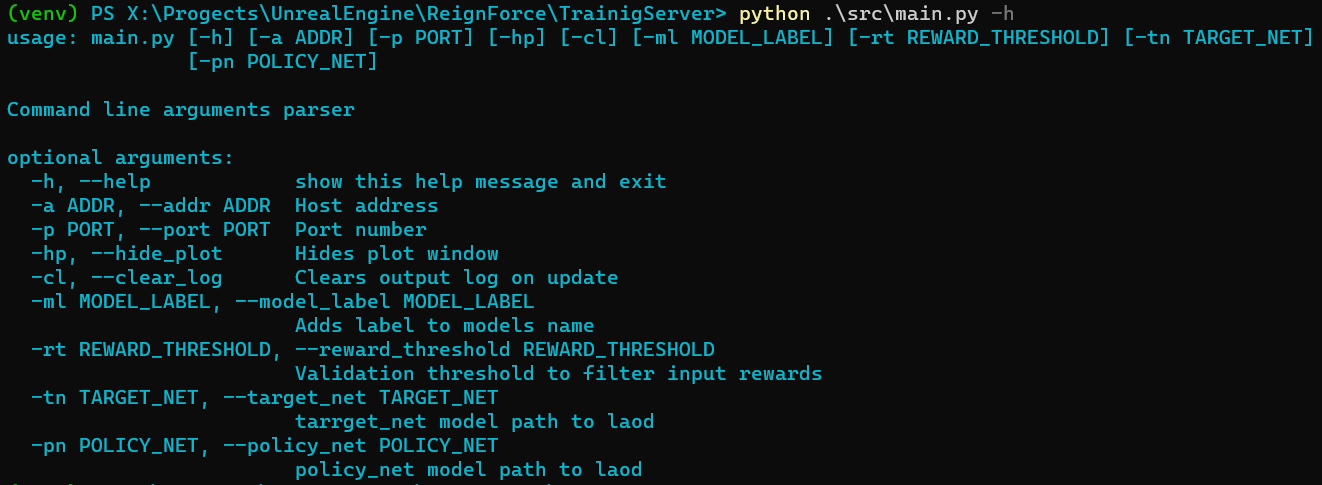 (venv) PS X:\Progects\UnrealEngine\ReignForce\TrainigServer> python .\src\main.py -h
usage: main.py [-h] [-a ADDR] [-p PORT] [-hp] [-cl] [-ml MODEL_LABEL] [-rt REWARD_THRESHOLD] [-tn TARGET_NET]
[-pn POLICY_NET]
Command line arguments parser
optional arguments:
-h, --help show this help message and exit
-a ADDR, --addr ADDR Host address
-p PORT, --port PORT Port number
-hp, --hide_plot Hides plot window
-cl, --clear_log Clears output log on update
-ml MODEL_LABEL, --model_label MODEL_LABEL
Adds label to models name
-rt REWARD_THRESHOLD, --reward_threshold REWARD_THRESHOLD
Validation threshold to filter input rewards
-tn TARGET_NET, --target_net TARGET_NET
tarrget_net model path to laod
-pn POLICY_NET, --policy_net POLICY_NET
policy_net model path to laod